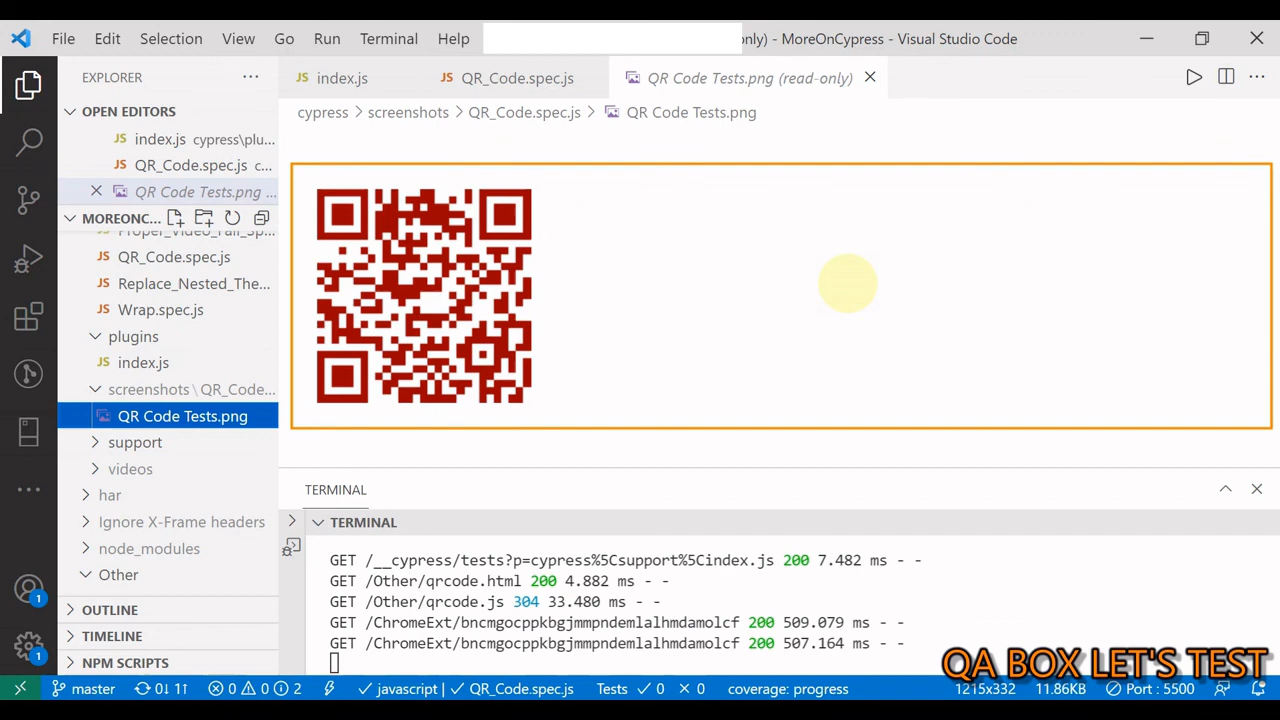 File Edit Selection View Go Run Terminal Help only) - MoreOnCypress - Visual Studio Code
EXPLORER
index.js
QR_Code.spec.js
QR Code Tests.png (read-only)
OPEN EDITORS
cypress > screenshots > QR_Code.spec.js > QR Code Tests.png
JS index.js cypress\plu...
JS QR_Code.spec.js c...
QR Code Tests.png ...
MOREONC...
Proper_Video_Fail_Sp...
QR_Code.spec.js
Replace_Nested_The...
Wrap.spec.js
plugins
JS index.js
screenshots \ QR_Code...
QR Code Tests.png
support
videos
har
Ignore X-Frame headers
node_modules
Other
OUTLINE
TIMELINE
NPM SCRIPTS
TERMINAL
TERMINAL
GET /__cypress/tests?p=cypress%5Csupport%5Cindex.js 200 7.482 ms - -
GET /Other/qrcode.html 200 4.882 ms - -
GET /Other/qrcode.js 304 33.480 ms - -
GET /ChromeExt/bncmgocppkbgjmmpndemlalhmdamolcf 200 509.079 ms - -
GET /ChromeExt/bncmgocppkbgjmmpndemlalhmdamolcf 200 507.164 ms - -
QA BOX LET'S TEST
1
1
master 0↓ 1↑ 0 0 2 javascript | QR_Code.spec.js Tests 0 0 coverage: progress 1215x332 11.86KB Port : 5500